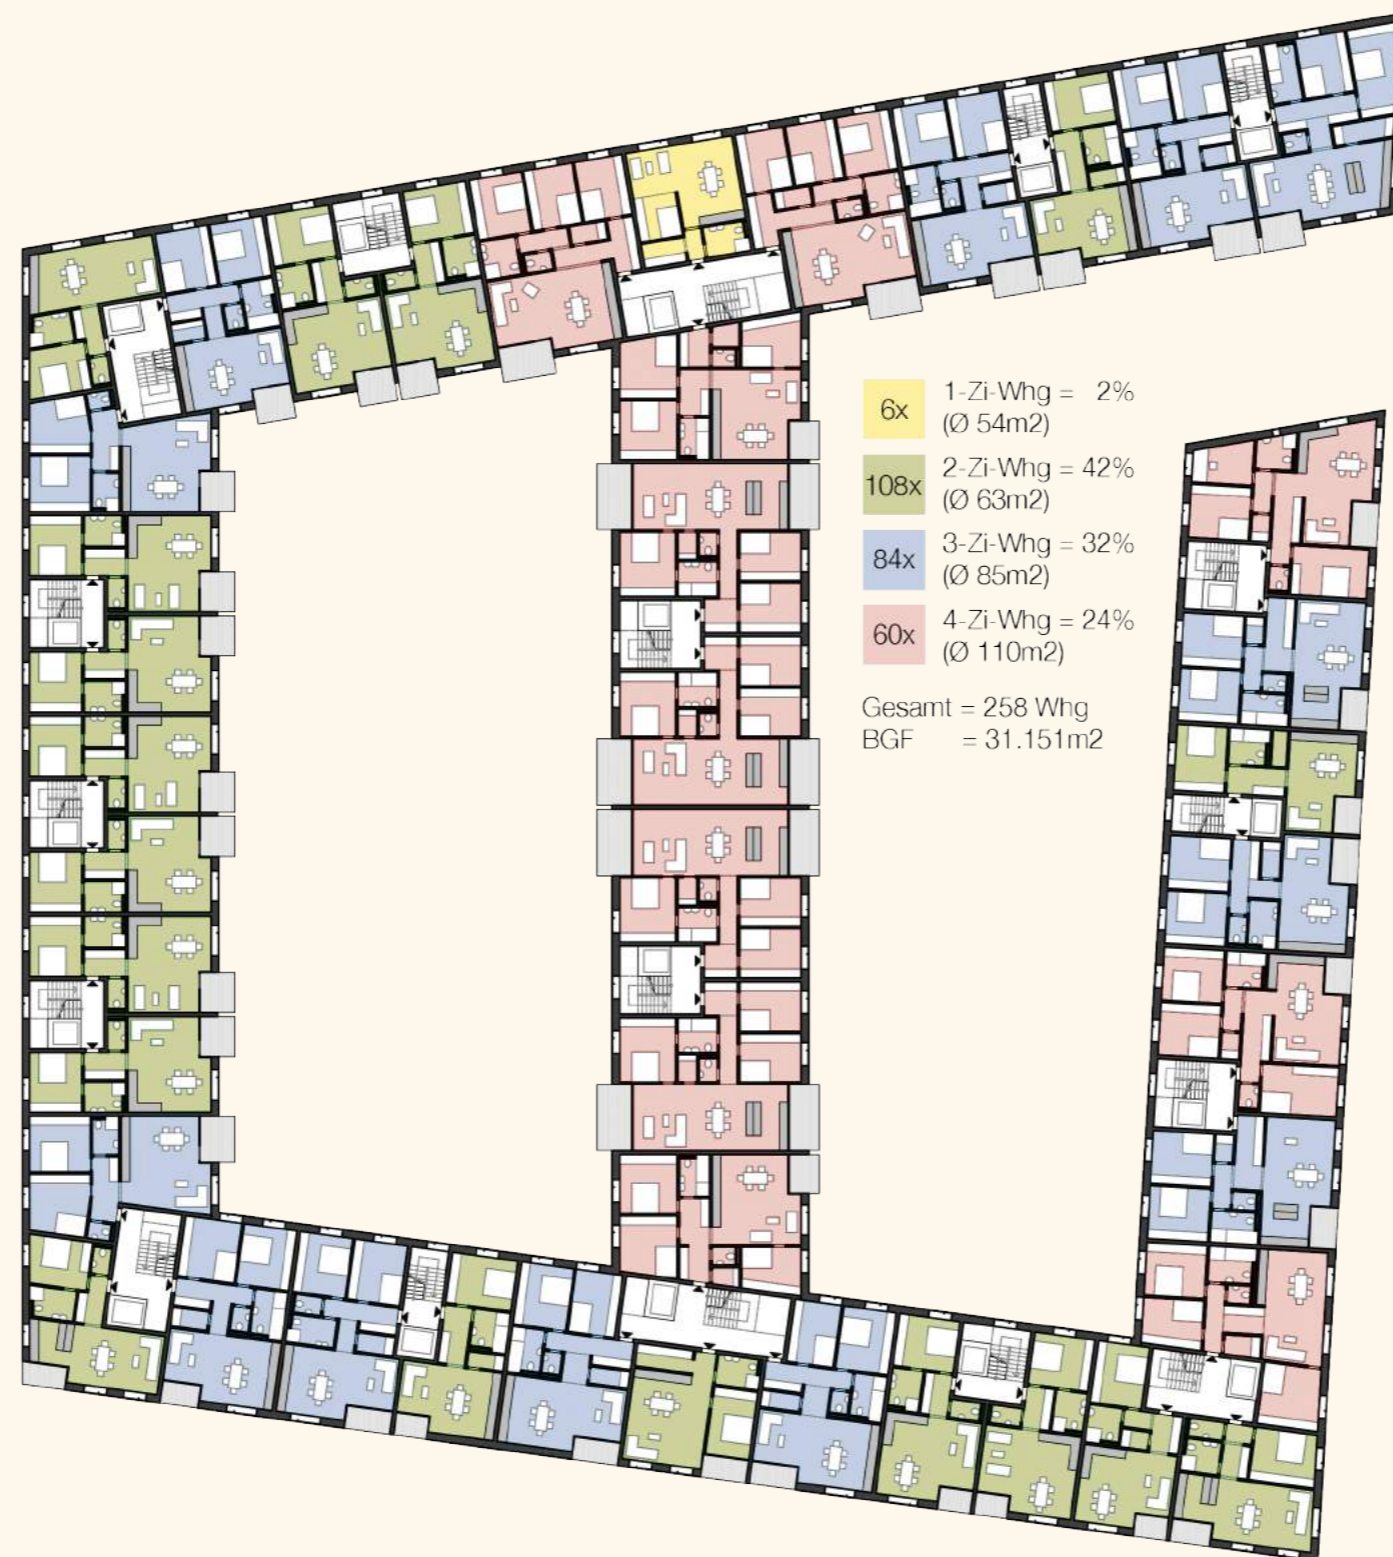 6x
1-Zi-Whg = 2%
(Ø 54m2)
108x
2-Zi-Whg = 42%
(Ø 63m2)
84x
3-Zi-Whg = 32%
(Ø 85m2)
60x
4-Zi-Whg = 24%
(Ø 110m2)
Gesamt = 258 Whg
BGF = 31.151m2